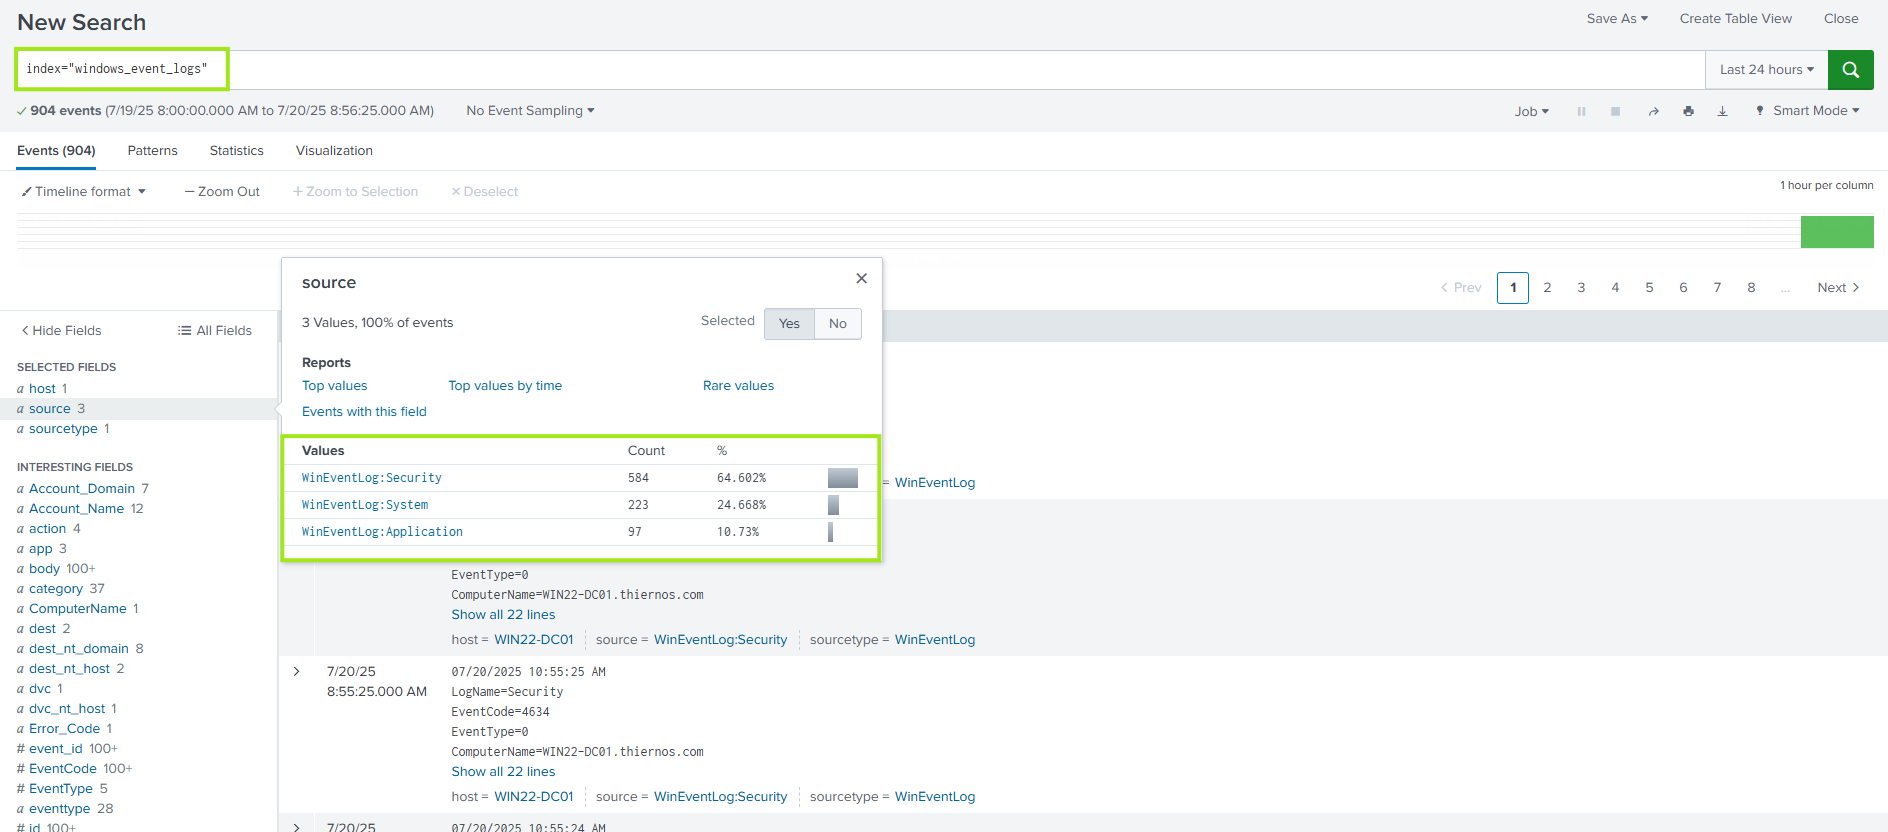 New Search
Save As
Create Table View
Close
index="windows_event_logs"
Last 24 hours
904 events (7/19/25 8:00:00.000 AM to 7/20/25 8:56:25.000 AM)
No Event Sampling
Job
Smart Mode
Events (904)
Patterns
Statistics
Visualization
Timeline format
— Zoom Out
+ Zoom to Selection
× Deselect
1 hour per column
< Prev 1 2 3 4 5 6 7 8 ... Next >
< Hide Fields
All Fields
SELECTED FIELDS
a host 1
a source 3
a sourcetype 1
INTERESTING FIELDS
a Account_Domain 7
a Account_Name 12
a action 4
a app 3
a body 100+
a category 37
a ComputerName 1
a dest 2
a dest_nt_domain 8
a dest_nt_host 2
a dvc 1
a dvc_nt_host 1
a Error_Code 1
# event_id 100+
# EventCode 100+
# EventType 5
a eventtype 28
# id 100+
source
3 Values, 100% of events
Selected
Yes
No
Reports
Top values
Top values by time
Rare values
Events with this field
Values Count %
WinEventLog:Security 584 64.602%
WinEventLog:System 223 24.668%
WinEventLog:Application 97 10.73%
= WinEventLog
EventType=0
ComputerName=WIN22-DC01.thiernos.com
Show all 22 lines
host = WIN22-DC01 source = WinEventLog:Security sourcetype = WinEventLog
7/20/25
8:55:25.000 AM
07/20/2025 10:55:25 AM
LogName=Security
EventCode=4634
EventType=0
ComputerName=WIN22-DC01.thiernos.com
Show all 22 lines
host = WIN22-DC01 source = WinEventLog:Security sourcetype = WinEventLog
7/20/25
07/20/2025 10:55:24 AM